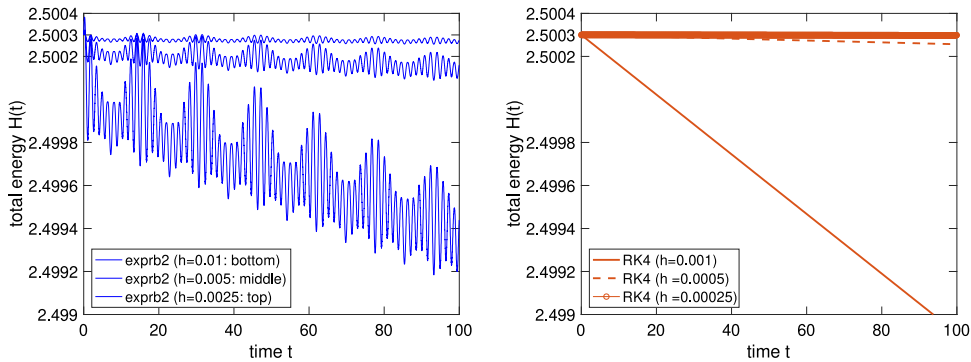 2.5004
2.5003
2.5002
2.4998
2.4996
2.4994
2.4992
2.499
total energy H(t)
exprb2 (h=0.01: bottom)
exprb2 (h=0.005: middle)
exprb2 (h=0.0025: top)
0 20 40 60 80 100
time t
2.5004
2.5003
2.5002
2.4998
2.4996
2.4994
2.4992
2.499
total energy H(t)
RK4 (h=0.001)
RK4 (h =0.0005)
RK4 (h =0.00025)
0 20 40 60 80 100
time t